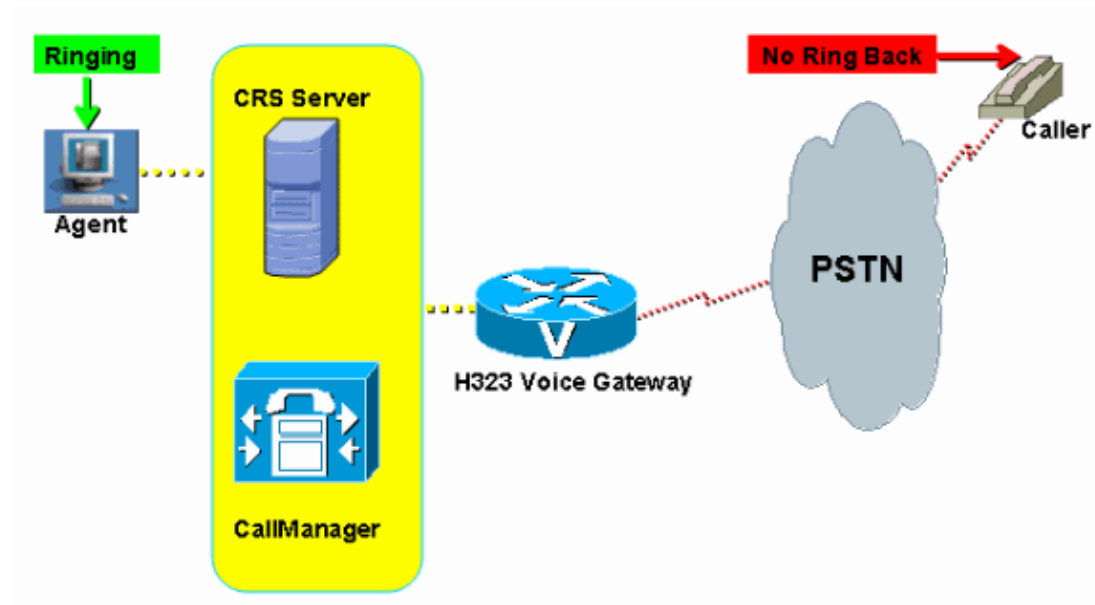 Ringing
No Ring Back
CRS Server
Caller
Agent
PSTN
V
H323 Voice Gateway
CallManager